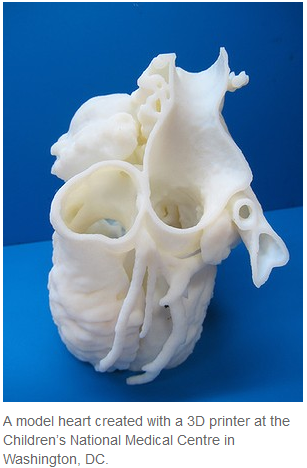 A model heart created with a 3D printer at the
Children’s National Medical Centre in
Washington, DC.